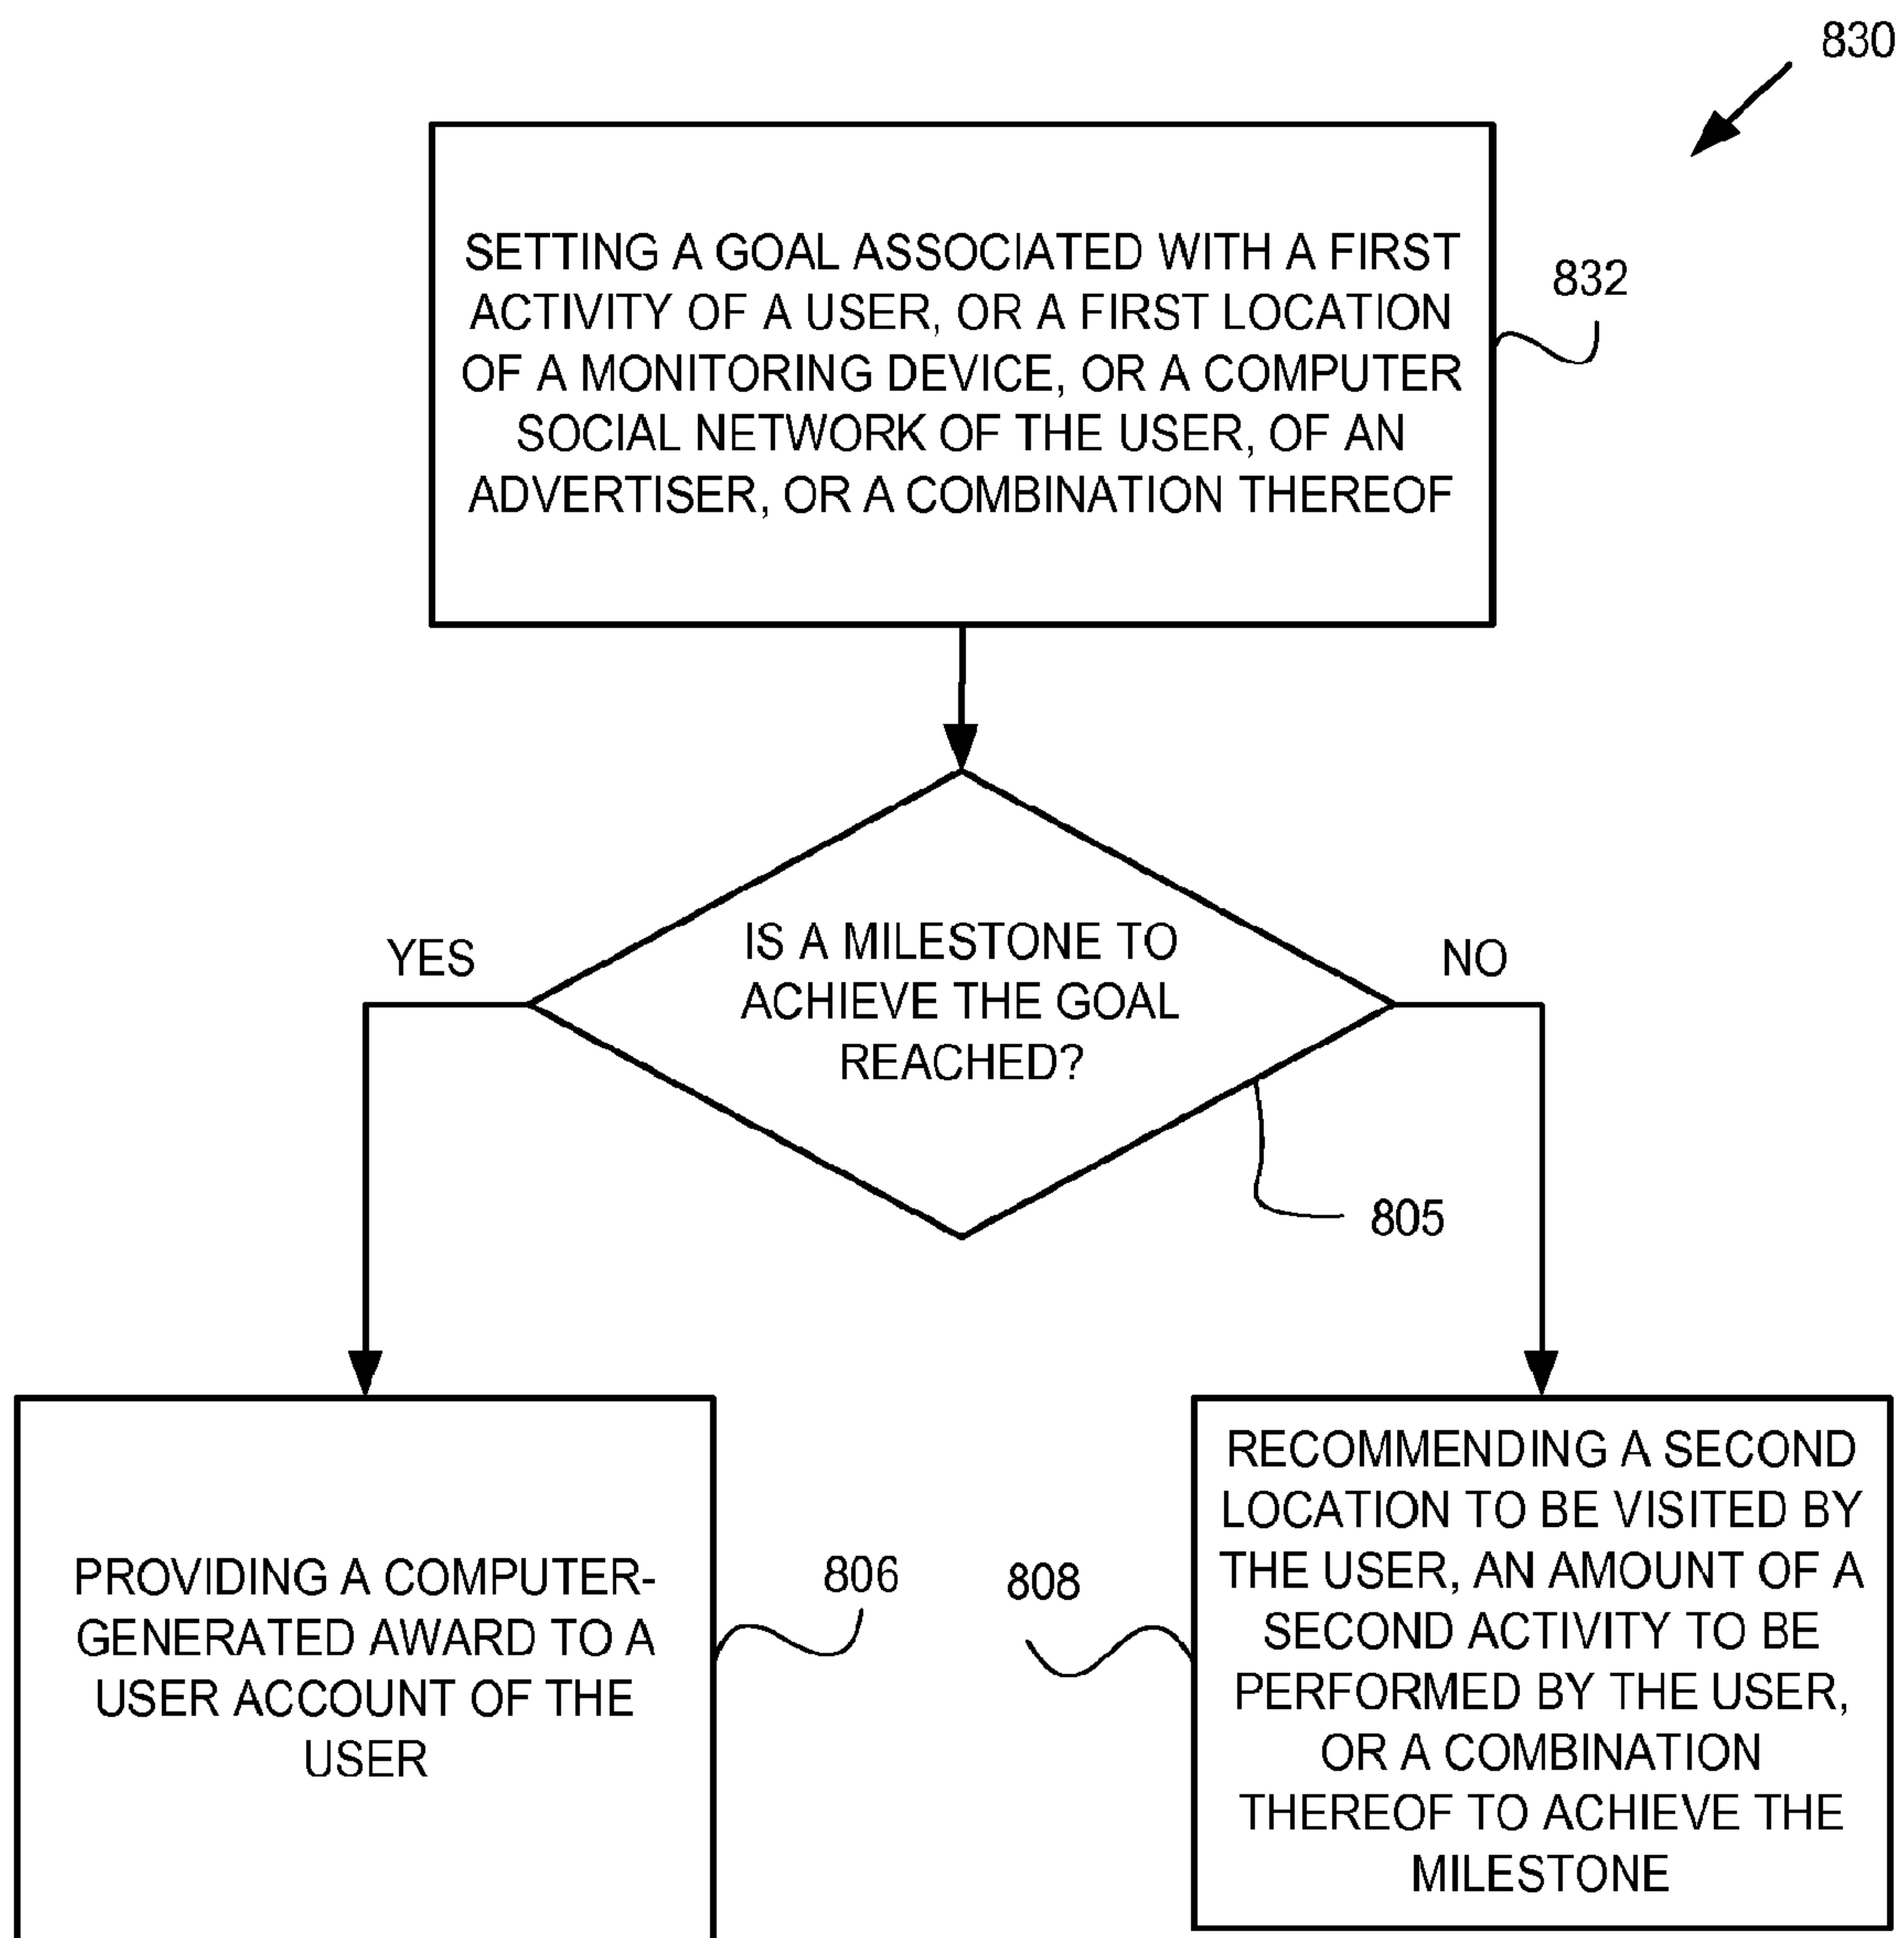 830
SETTING A GOAL ASSOCIATED WITH A FIRST
ACTIVITY OF A USER, OR A FIRST LOCATION
OF A MONITORING DEVICE, OR A COMPUTER
SOCIAL NETWORK OF THE USER, OF AN
ADVERTISER, OR A COMBINATION THEREOF
832
IS A MILESTONE TO
ACHIEVE THE GOAL
REACHED?
YES
NO
805
PROVIDING A COMPUTER-
GENERATED AWARD TO A
USER ACCOUNT OF THE
USER
806
808
RECOMMENDING A SECOND
LOCATION TO BE VISITED BY
THE USER, AN AMOUNT OF A
SECOND ACTIVITY TO BE
PERFORMED BY THE USER,
OR A COMBINATION
THEREOF TO ACHIEVE THE
MILESTONE